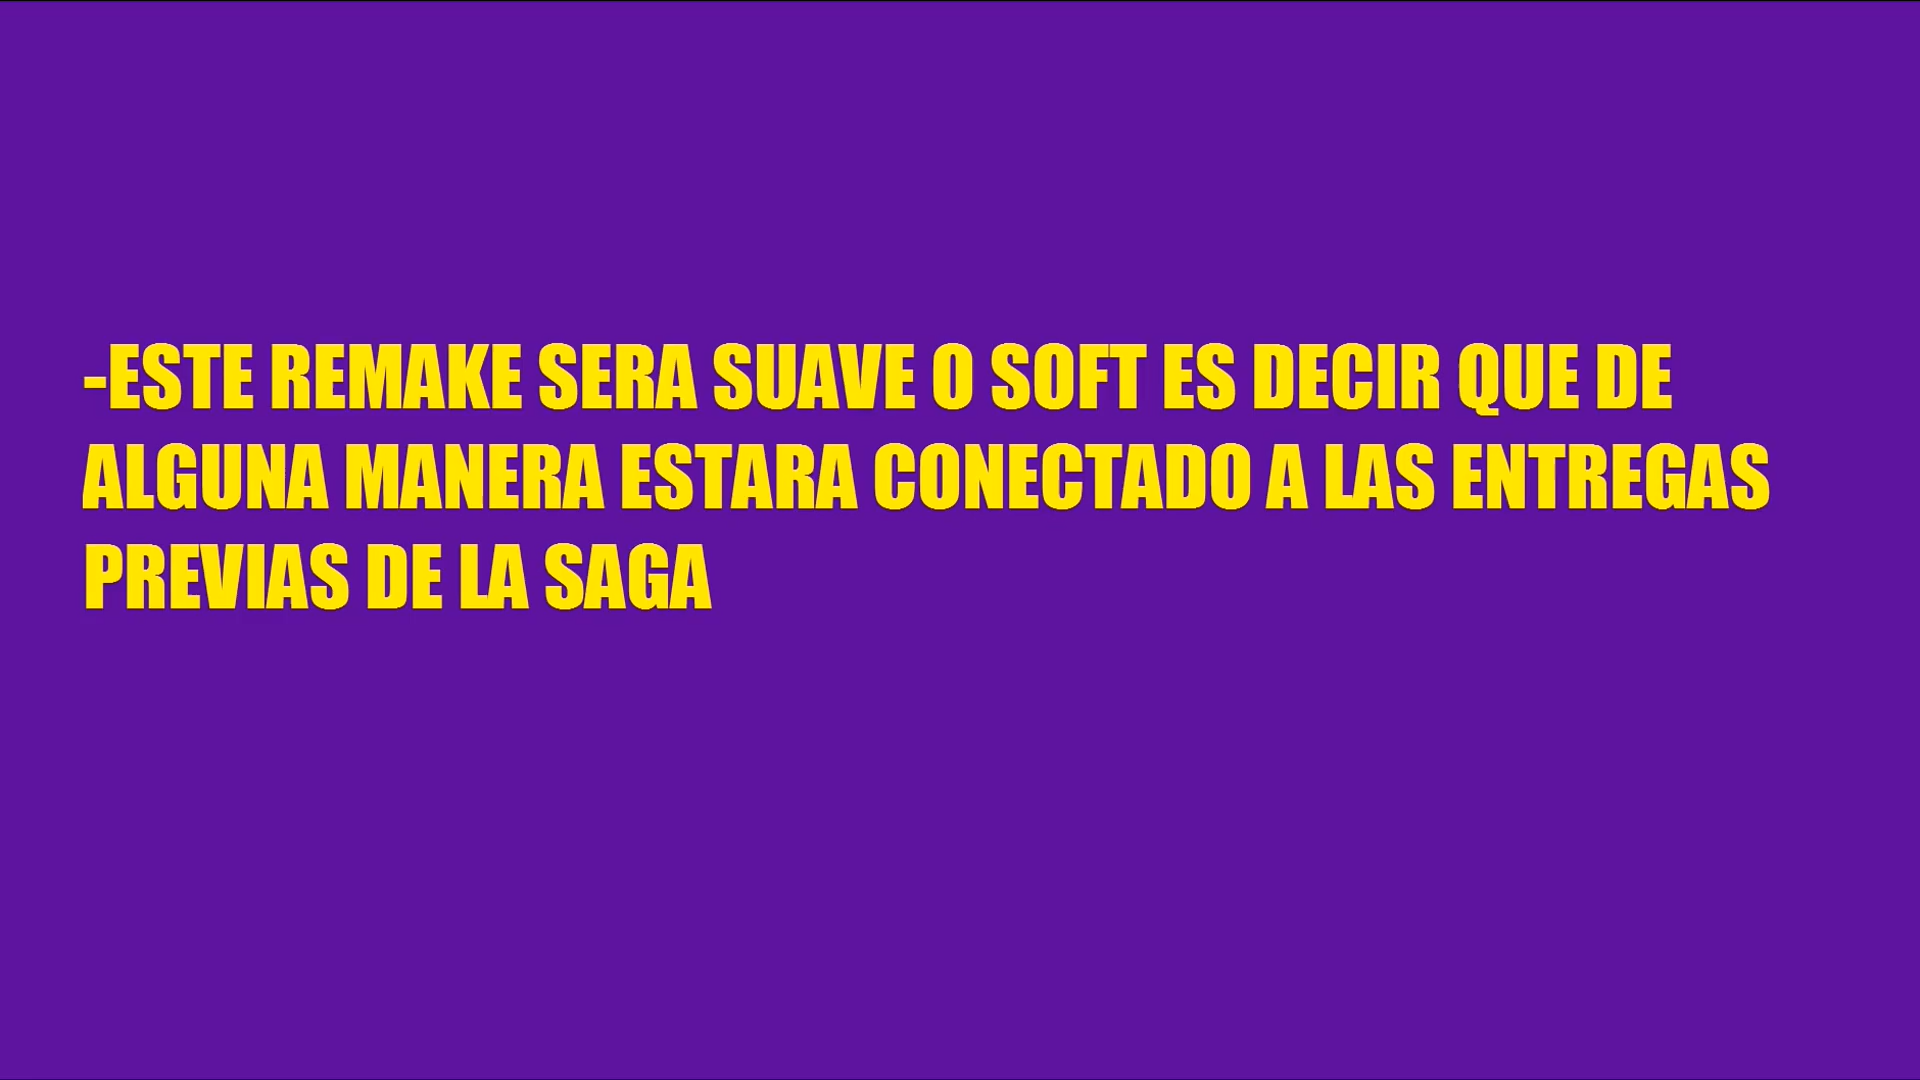 -ESTE REMAKE SERA SUAVE O SOFT ES DECIR QUE DE
ALGUNA MANERA ESTARA CONECTADO A LAS ENTREGAS
PREVIAS DE LA SAGA